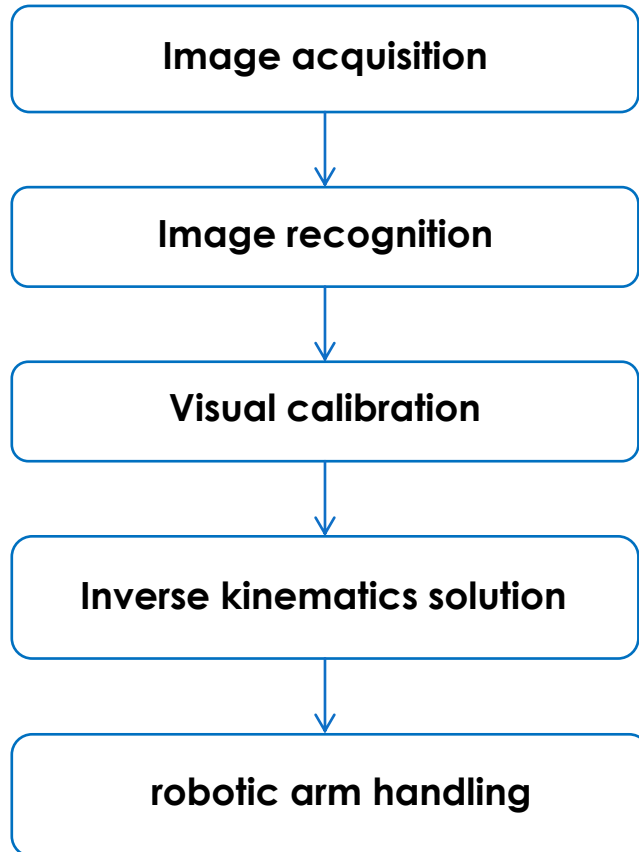 Image acquisition
Image recognition
Visual calibration
Inverse kinematics solution
robotic arm handling